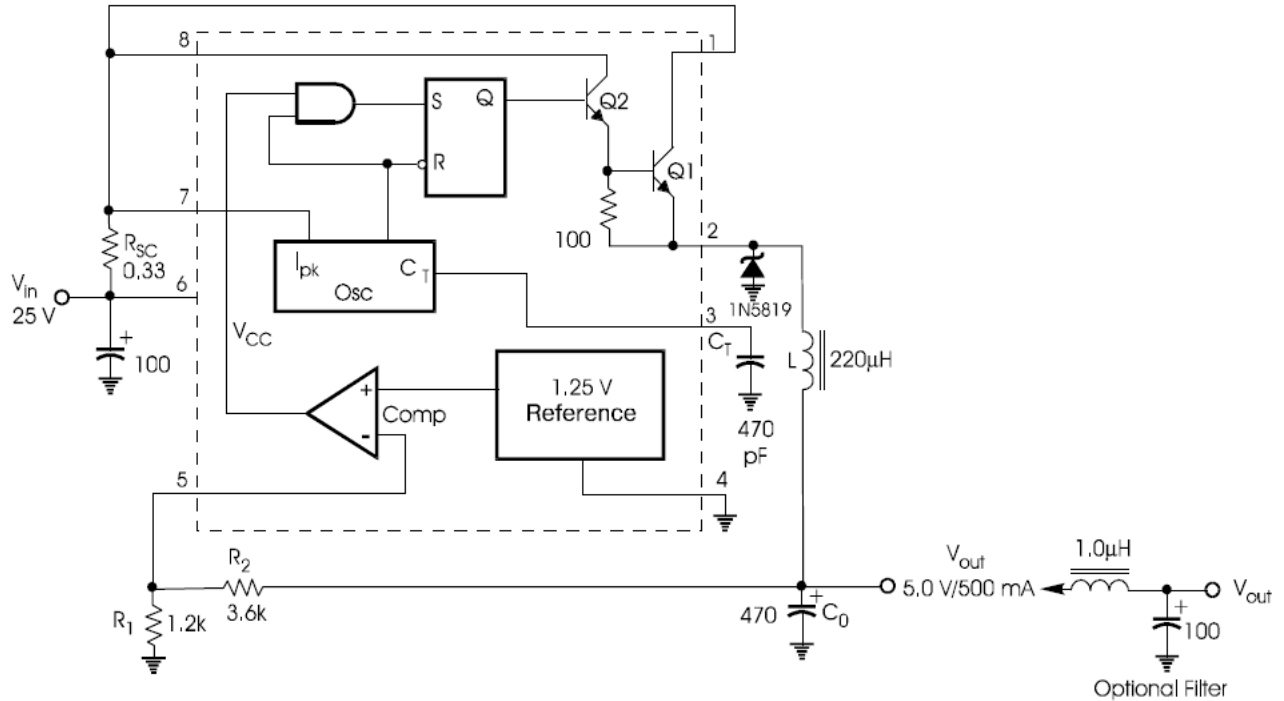 8
1
S
Q
Q2
R
Q1
7
100
2
RSC
0.33
Ipk
CT
Osc
Vin
25 V
6
1N5819
3
VCC
CT
L
220μH
100
+
1.25 V
Reference
+
Comp
-
470
pF
5
4
R2
3.6k
R1
1.2k
Vout
5.0 V/500 mA
1.0μH
Vout
470
+
C0
+
100
Optional Filter